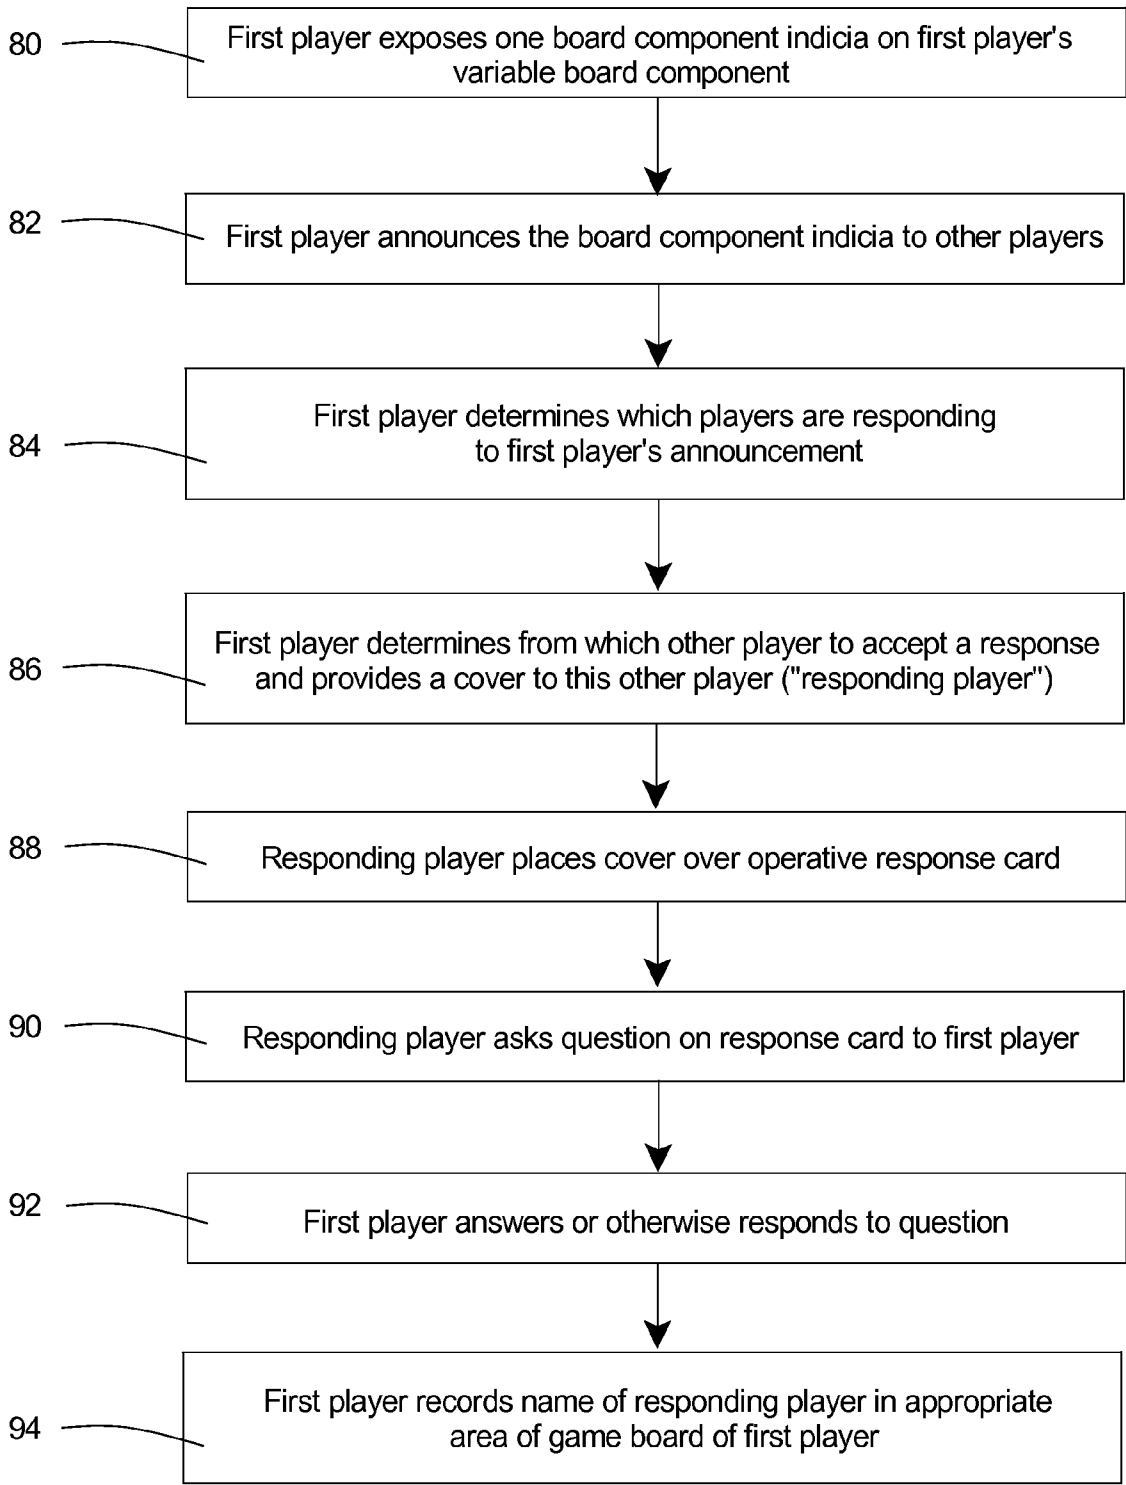 80
First player exposes one board component indicia on first player's
variable board component
82
First player announces the board component indicia to other players
84
First player determines which players are responding
to first player's announcement
86
First player determines from which other player to accept a response
and provides a cover to this other player ("responding player")
88
Responding player places cover over operative response card
90
Responding player asks question on response card to first player
92
First player answers or otherwise responds to question
94
First player records name of responding player in appropriate
area of game board of first player